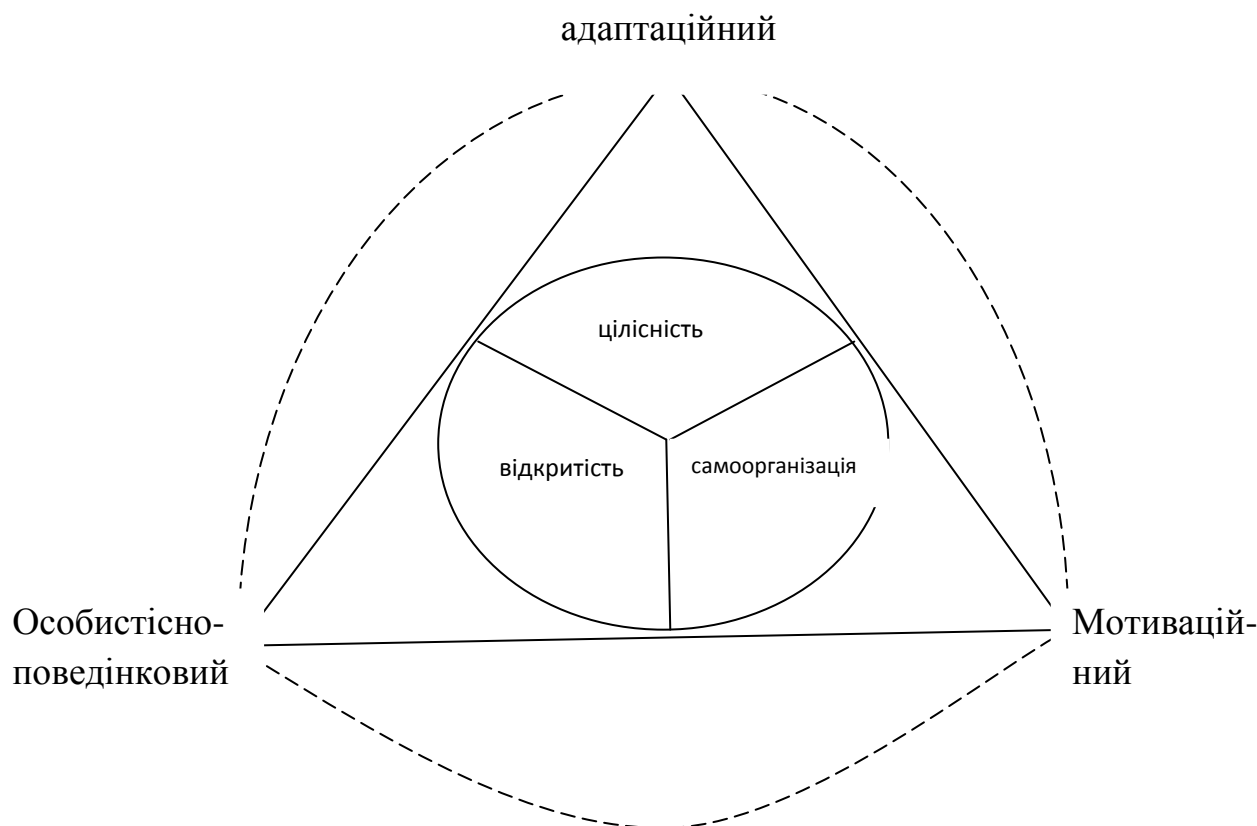 адаптаційний
цілісність
відкритість
самоорганізація
Особистісно-
поведінковий
Мотивацій-
ний